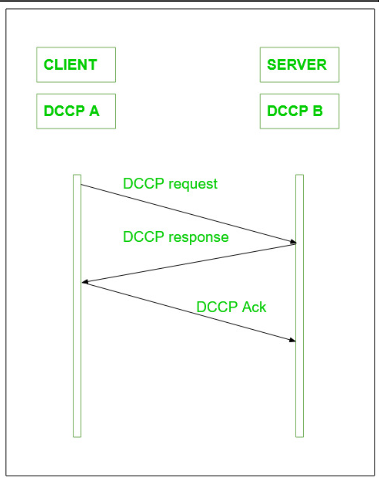 CLIENT
SERVER
DCCP A
DCCP B
DCCP request
DCCP response
DCCP Ack